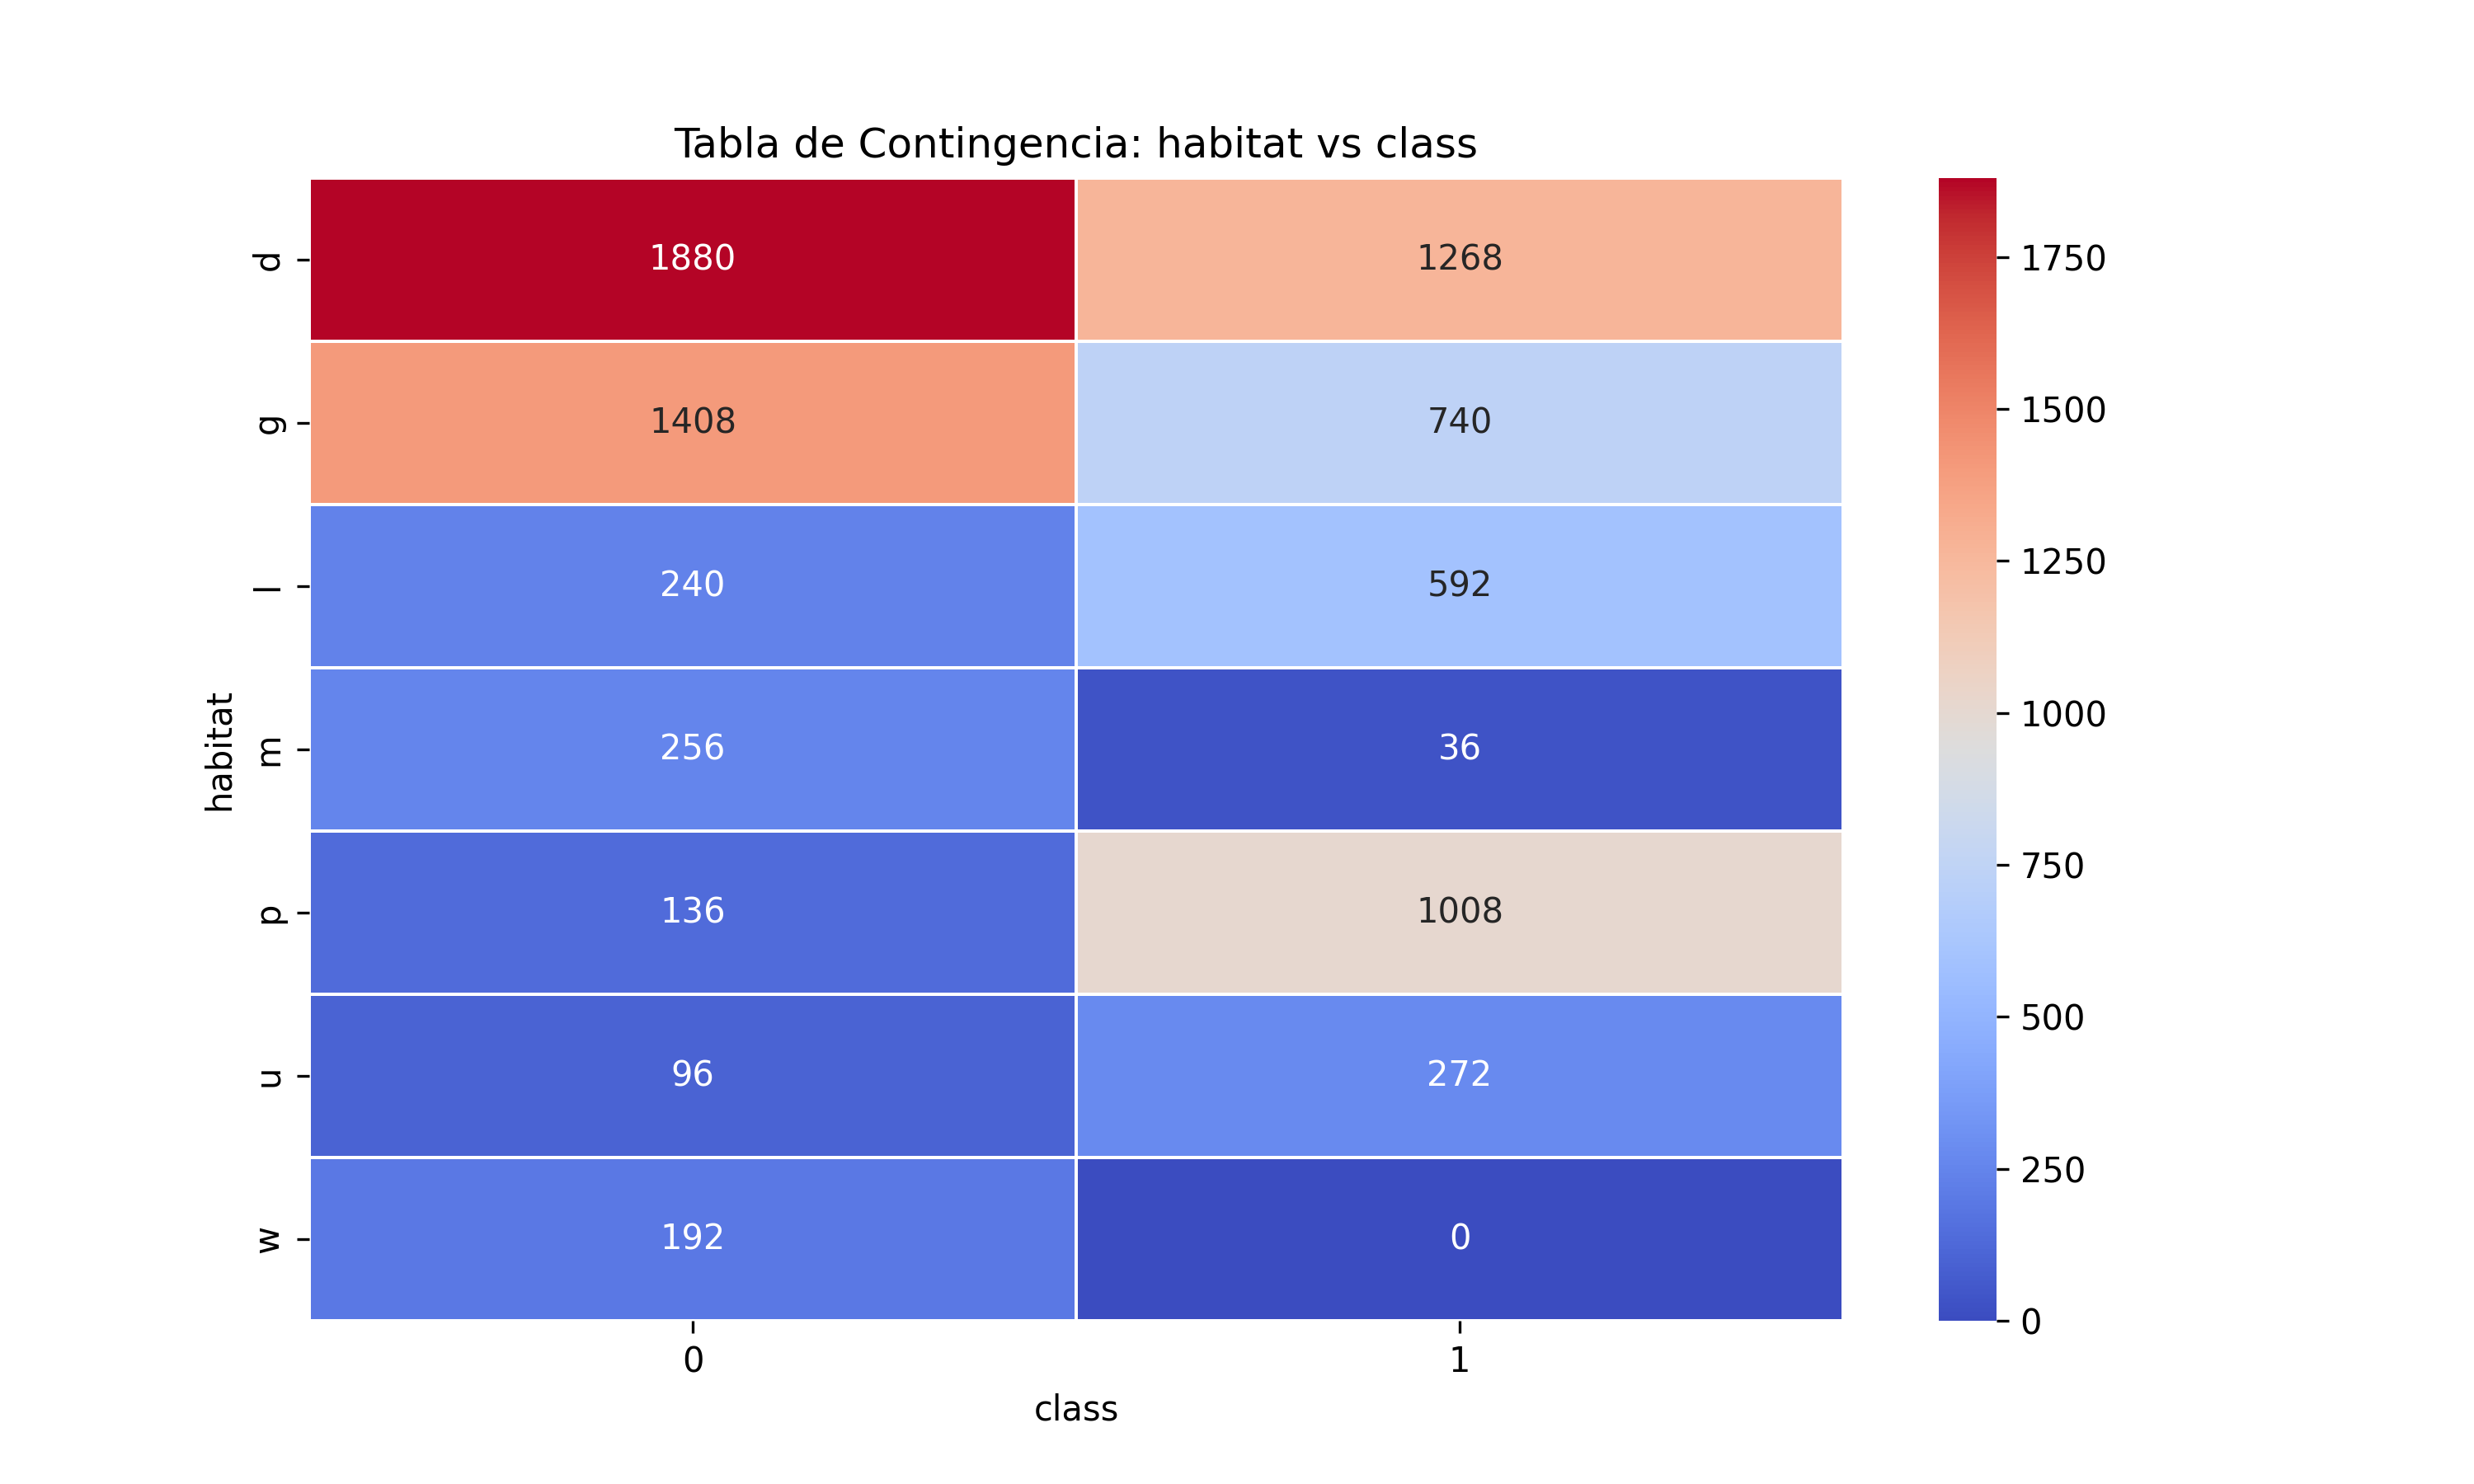 Tabla de Contingencia: habitat vs class
habitat
d 1880 1268
g 1408 740
l 240 592
m 256 36
p 136 1008
u 96 272
w 192 0
0 1
class
1750
1500
1250
1000
750
500
250
0